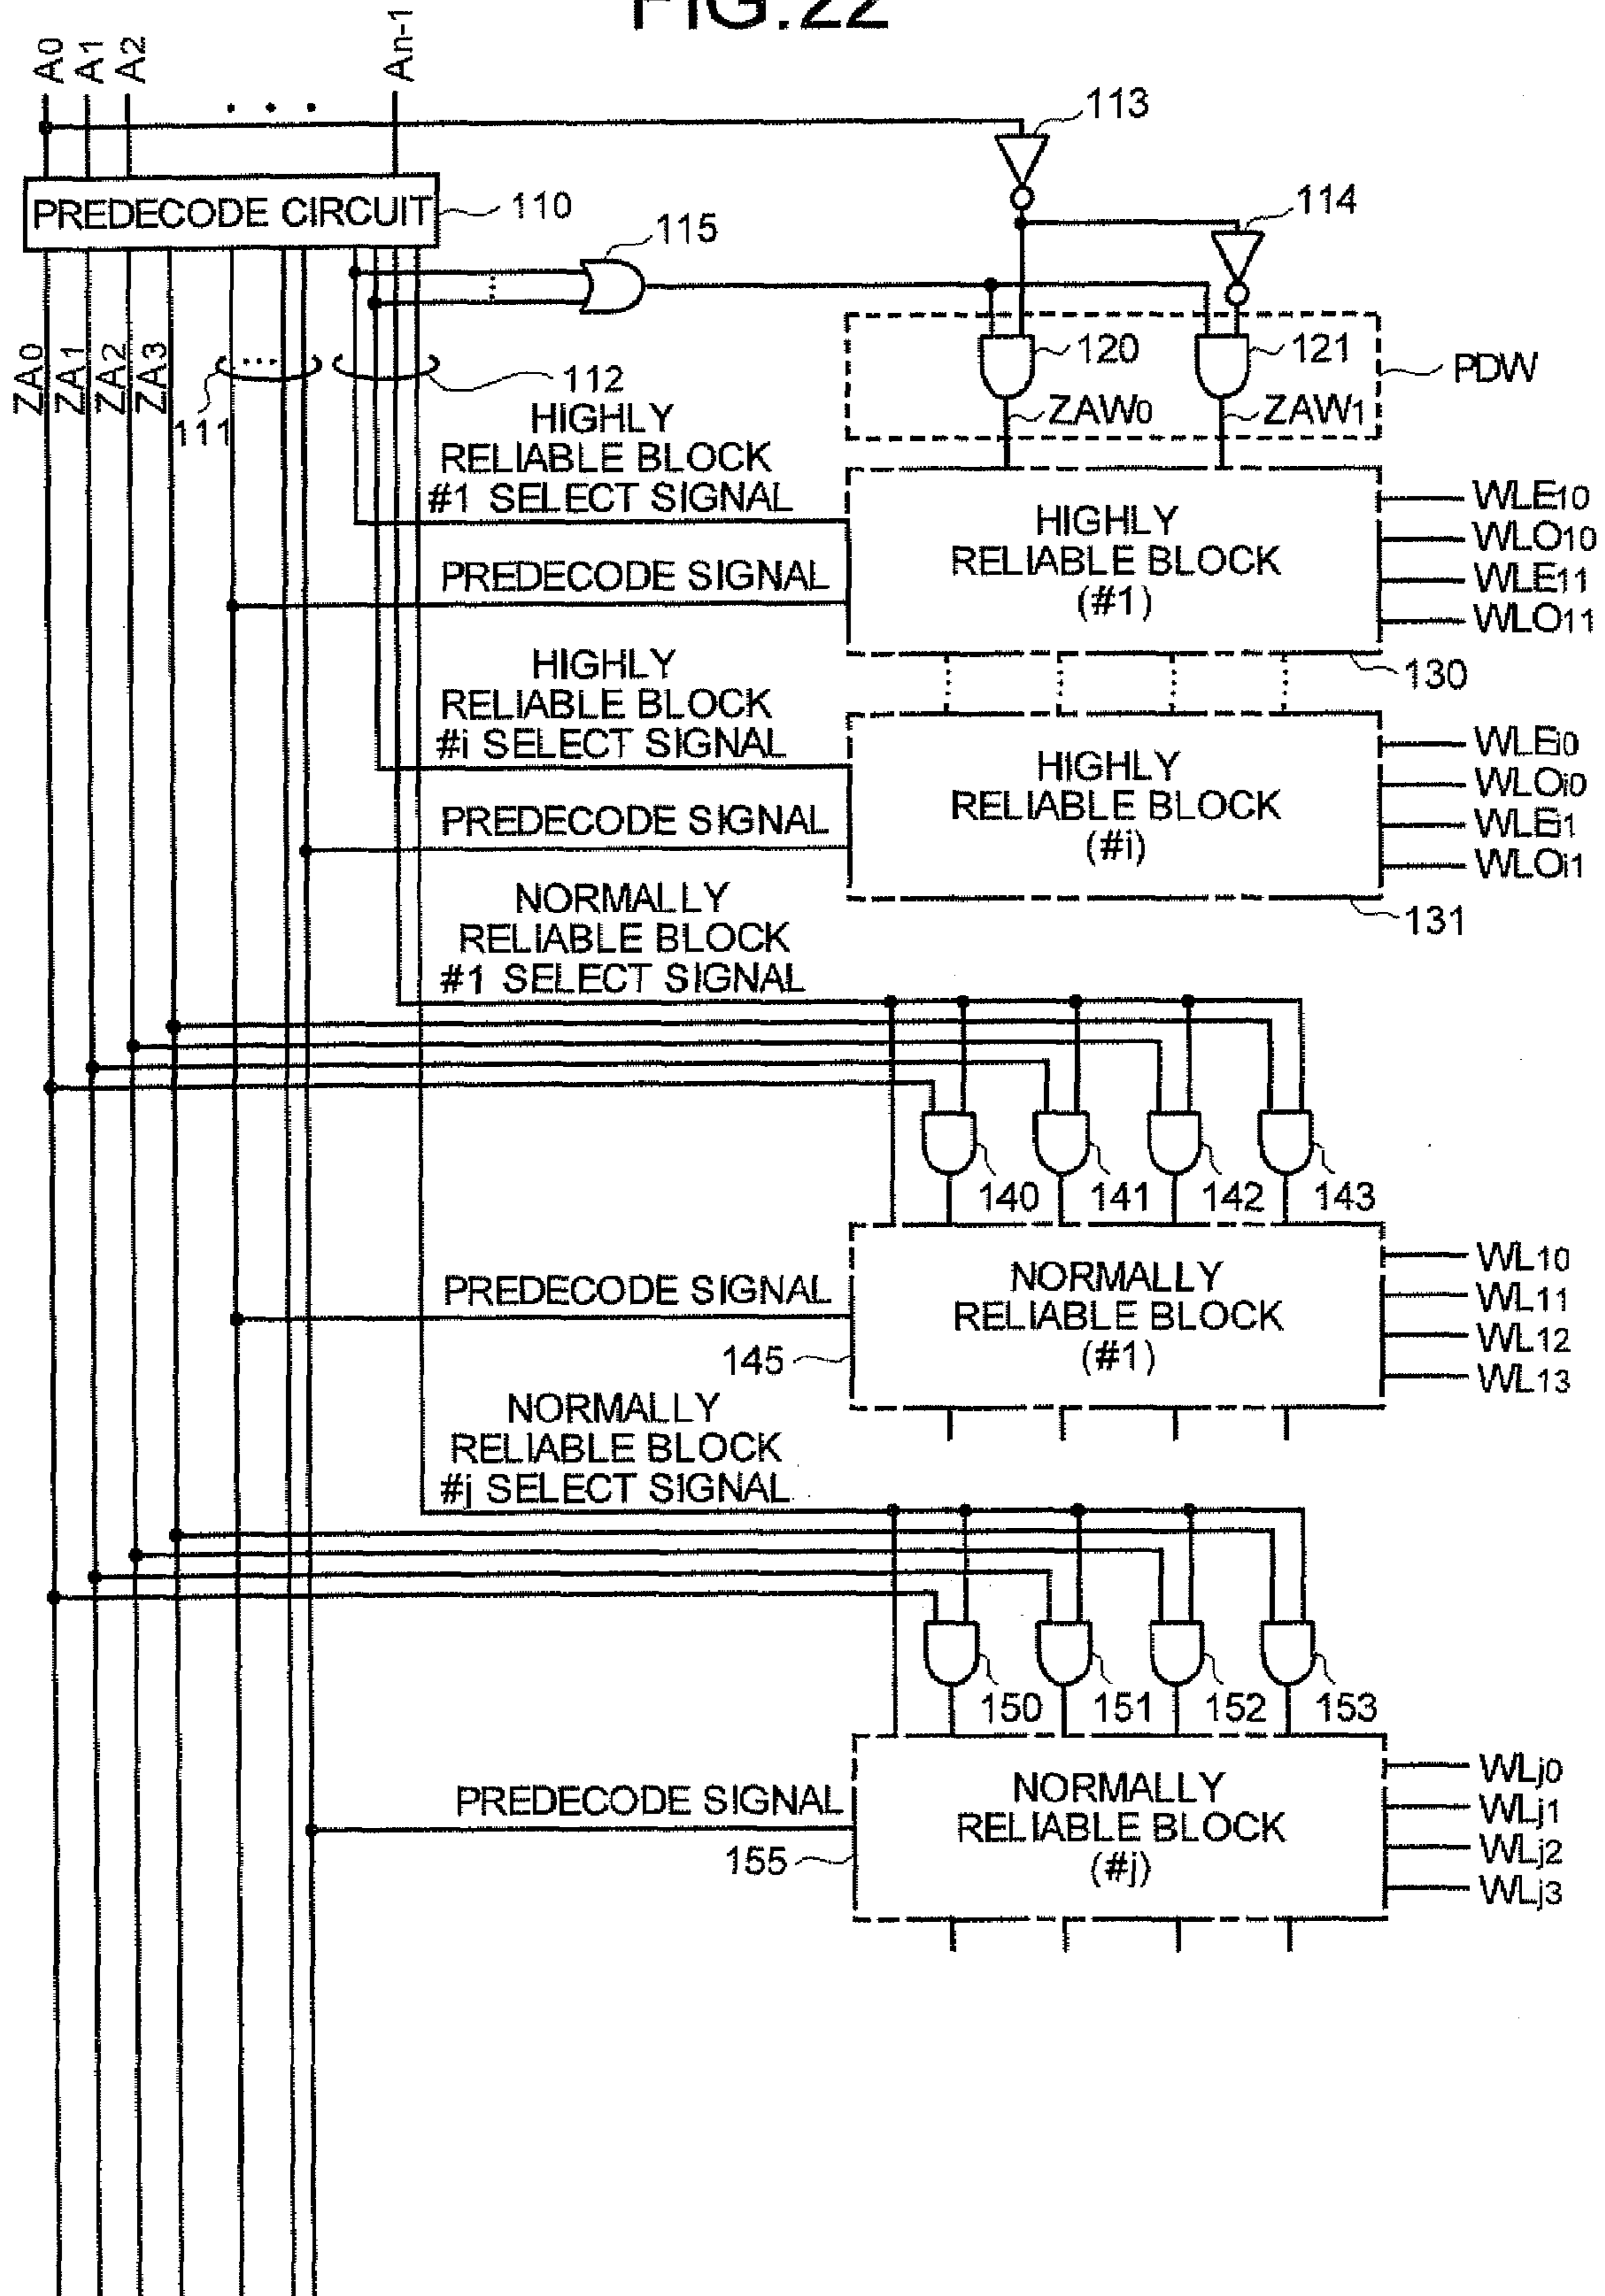 FIG.22
A0
A1
A2
An-1
113
PREDECODE CIRCUIT
110
114
115
120
121
PDW
ZA0
ZA1
ZA2
ZA3
111
112
ZAW0
ZAW1
HIGHLY
RELIABLE BLOCK
#1 SELECT SIGNAL
HIGHLY
RELIABLE BLOCK
(#1)
WLE10
WLO10
WLE11
WLO11
PREDECODE SIGNAL
130
HIGHLY
RELIABLE BLOCK
#i SELECT SIGNAL
HIGHLY
RELIABLE BLOCK
(#i)
WLEi0
WLOi0
WLEi1
WLOi1
PREDECODE SIGNAL
131
NORMALLY
RELIABLE BLOCK
#1 SELECT SIGNAL
140
141
142
143
PREDECODE SIGNAL
145
NORMALLY
RELIABLE BLOCK
(#1)
WL10
WL11
WL12
WL13
NORMALLY
RELIABLE BLOCK
#j SELECT SIGNAL
150
151
152
153
PREDECODE SIGNAL
155
NORMALLY
RELIABLE BLOCK
(#j)
WLj0
WLj1
WLj2
WLj3